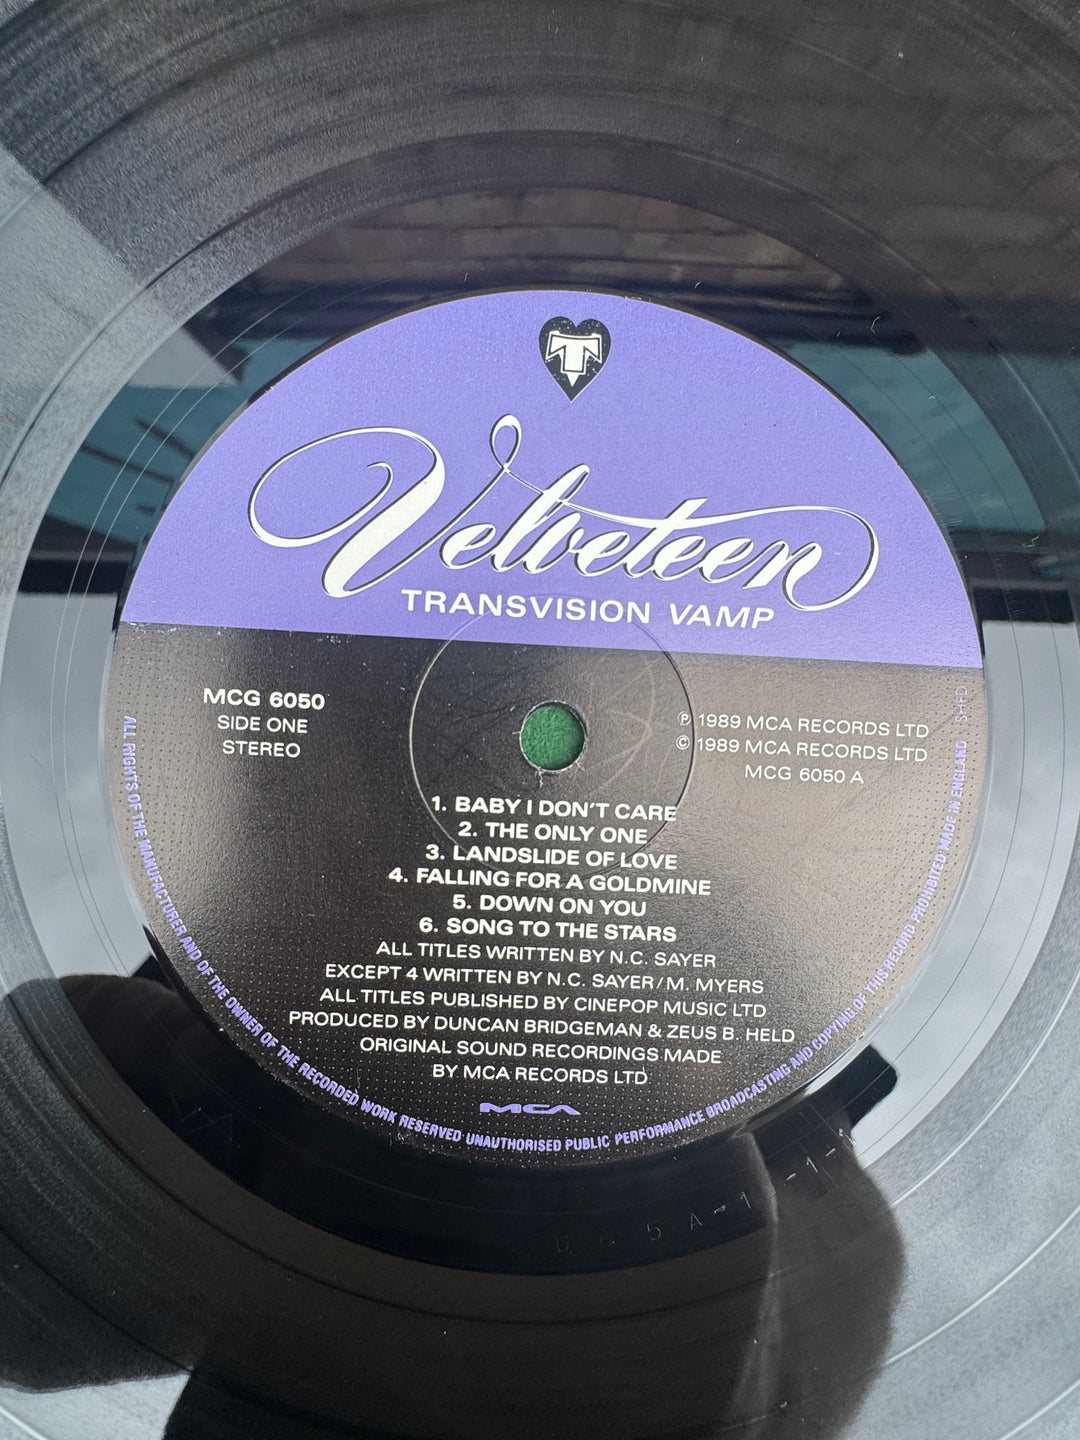 T
Velveteen
TRANSVISION VAMP
MCG 6050
SIDE ONE
STEREO
℗ 1989 MCA RECORDS LTD
© 1989 MCA RECORDS LTD
MCG 6050 A
1. BABY I DON'T CARE
2. THE ONLY ONE
3. LANDSLIDE OF LOVE
4. FALLING FOR A GOLDMINE
5. DOWN ON YOU
6. SONG TO THE STARS
ALL TITLES WRITTEN BY N.C. SAYER
EXCEPT 4 WRITTEN BY N.C. SAYER/M. MYERS
ALL TITLES PUBLISHED BY CINEPOP MUSIC LTD
PRODUCED BY DUNCAN BRIDGEMAN & ZEUS B. HELD
ORIGINAL SOUND RECORDINGS MADE
BY MCA RECORDS LTD
MCA
ALL RIGHTS OF THE MANUFACTURER AND OF THE OWNER OF THE RECORDED WORK RESERVED UNAUTHORISED PUBLIC PERFORMANCE BROADCASTING AND COPYING OF THIS RECORD PROHIBITED MADE IN ENGLAND
5 A-1 -1-